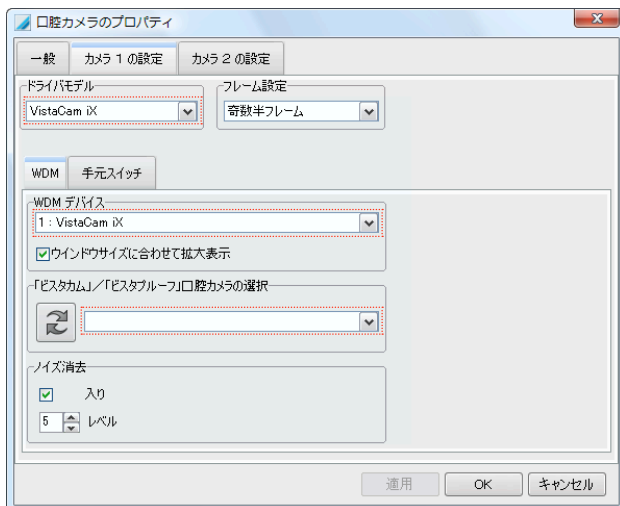 口腔カメラのプロパティ
一般 カメラ1の設定 カメラ2の設定
ドライバモデル フレーム設定
VistaCam iX 奇数半フレーム
WDM 手元スイッチ
WDM デバイス
1 : VistaCam iX
ウインドウサイズに合わせて拡大表示
「ビスタカム」/「ビスタプルーフ」口腔カメラの選択
ノイズ消去
入り
5 レベル
適用 OK キャンセル